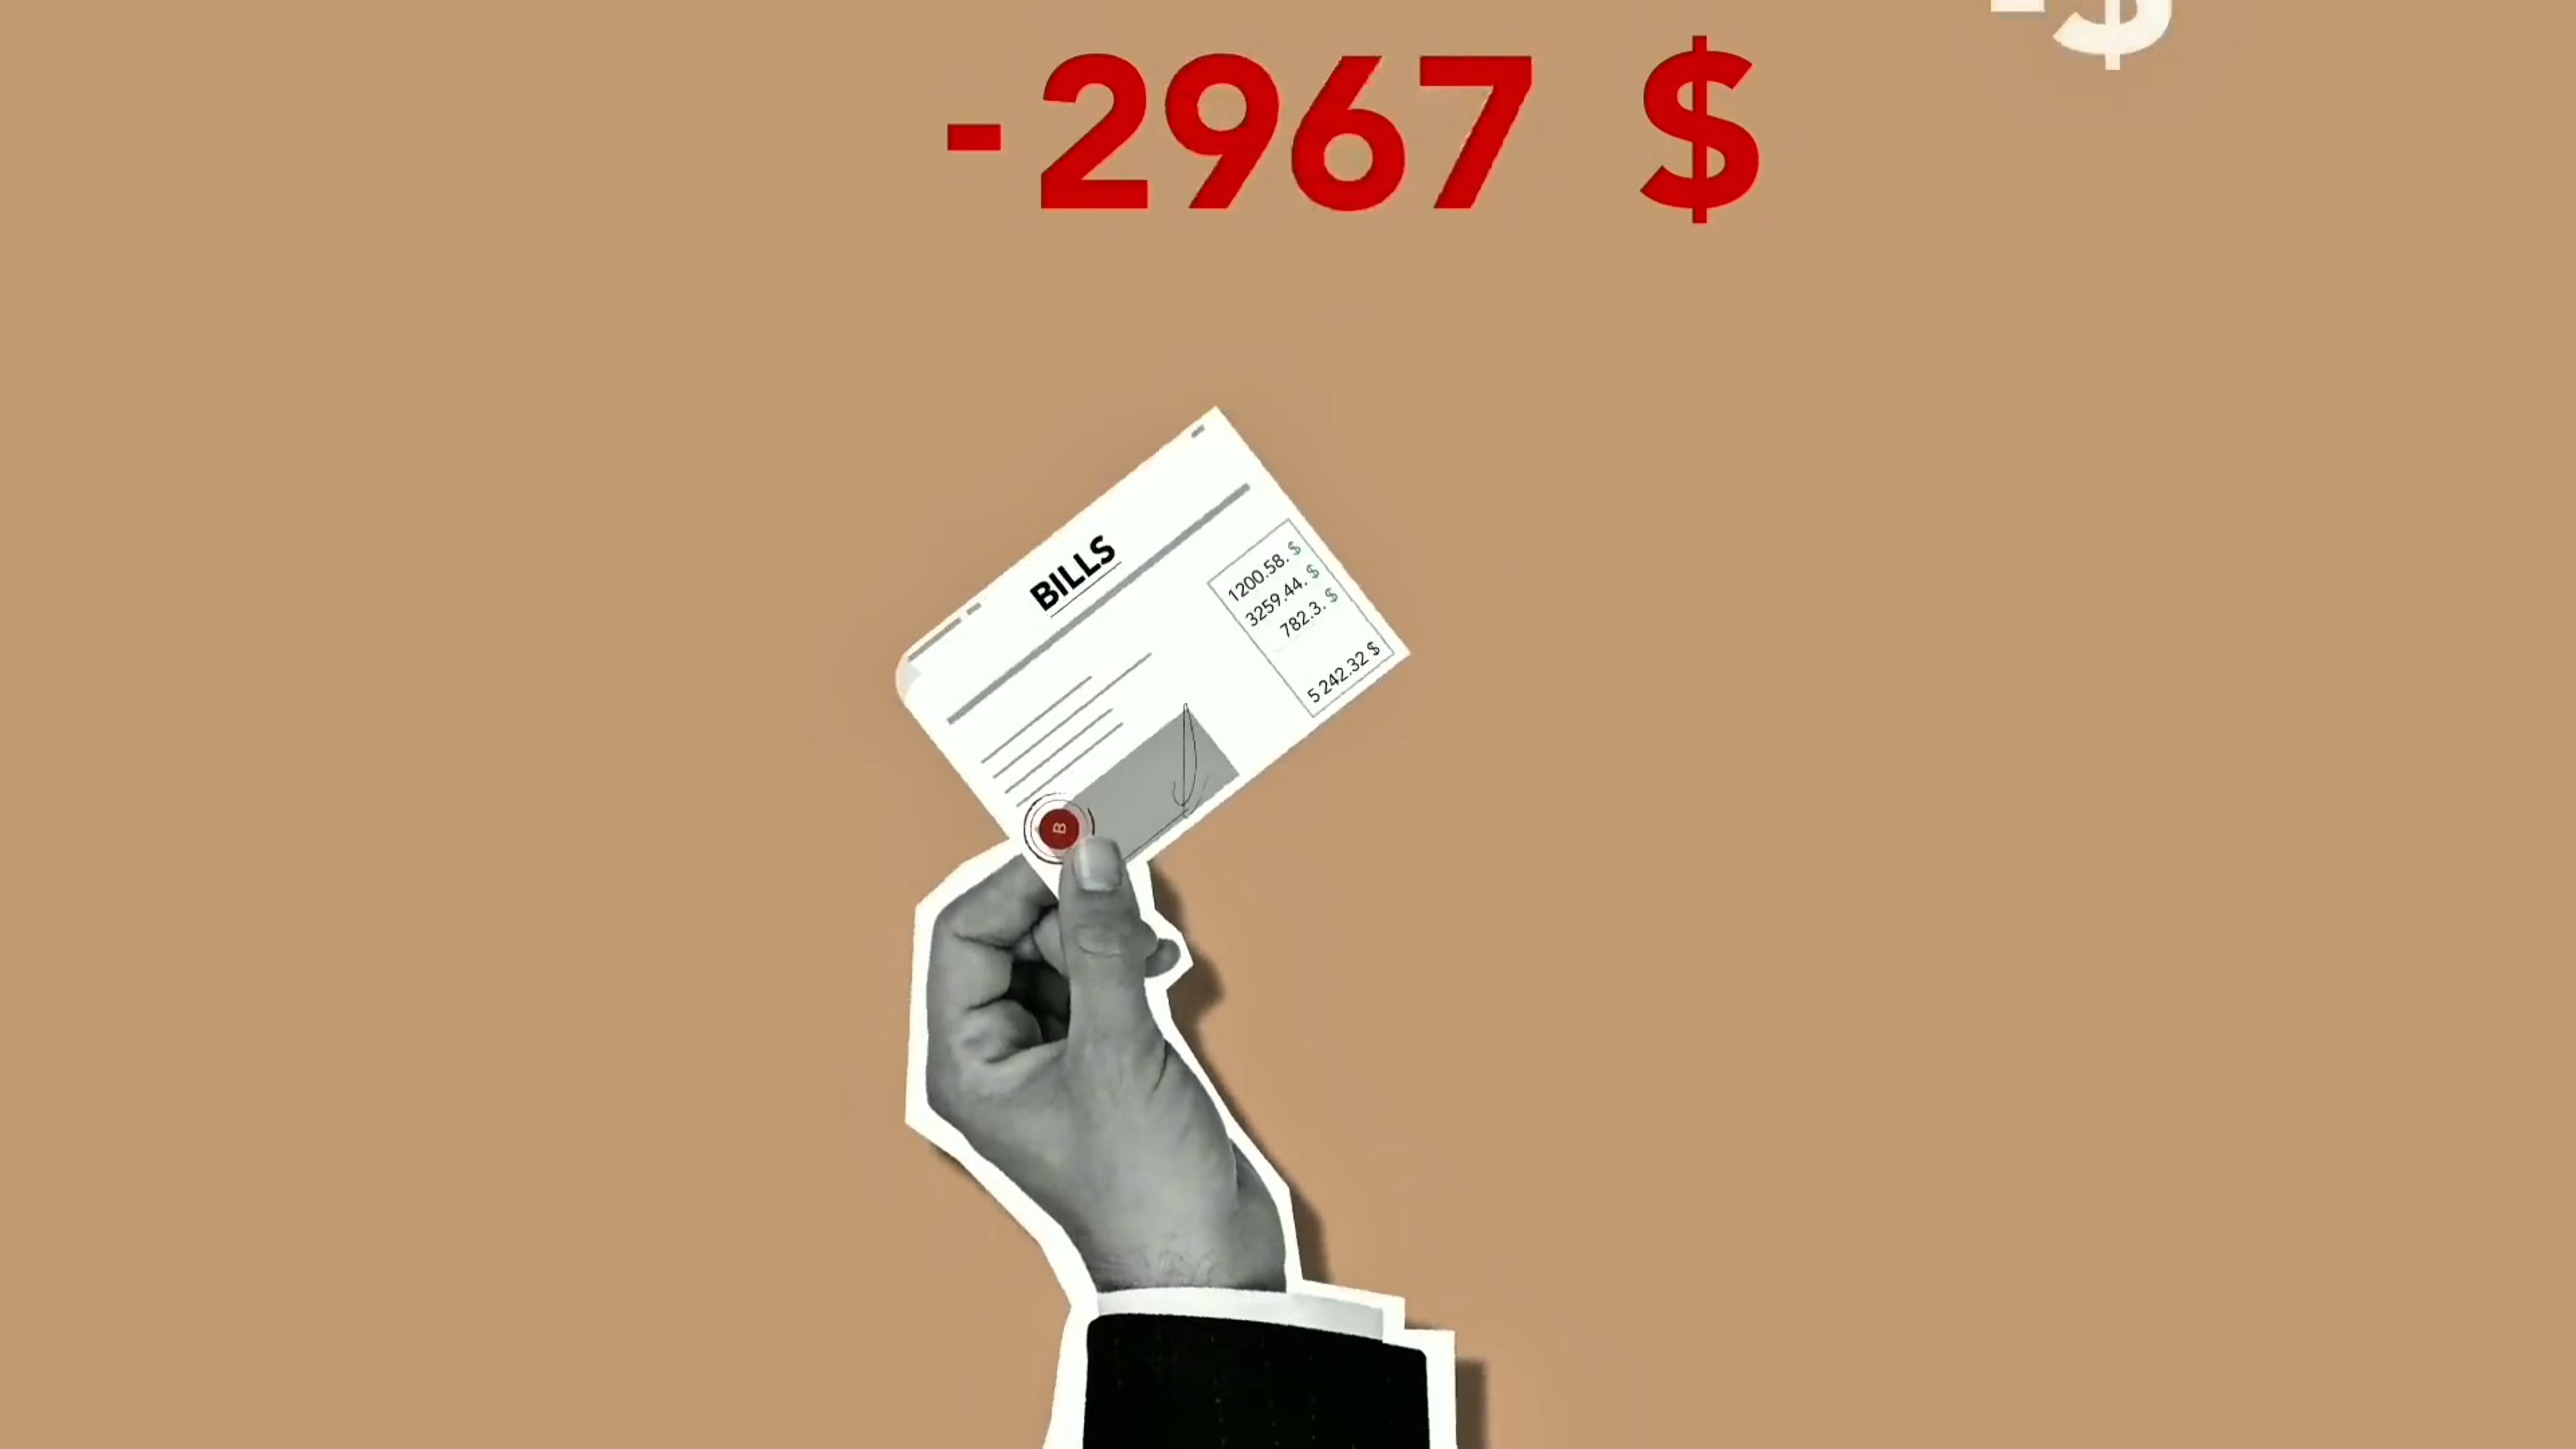 -$
-2967 $
BILLS
1200.58. $
3259.44. $
782.3. $
5 242.32 $
B